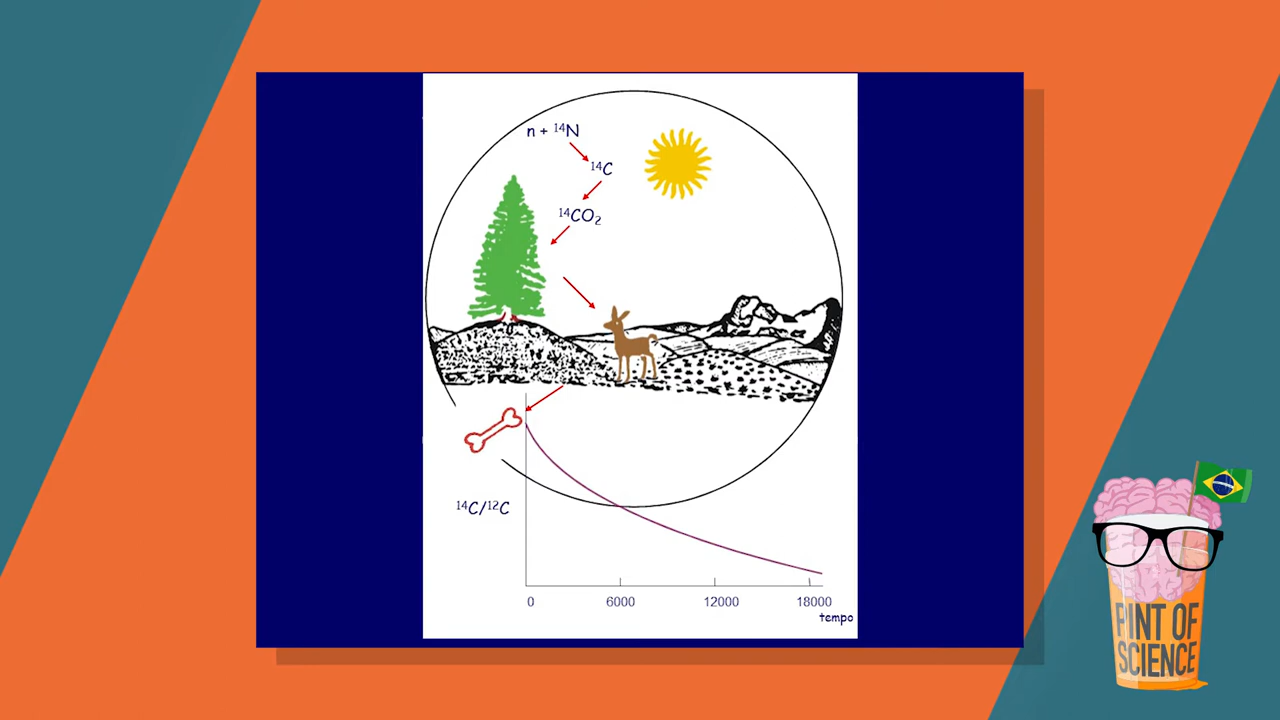 n + ¹⁴N
¹⁴C
¹⁴CO₂
¹⁴C/¹²C
0 6000 12000 18000
tempo
PINT OF
SCIENCE